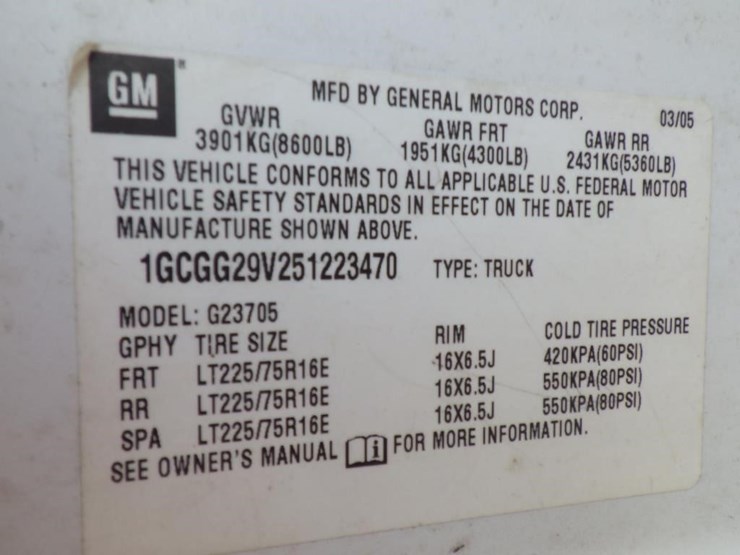 GM
MFD BY GENERAL MOTORS CORP. 03/05
GVWR GAWR FRT GAWR RR
3901KG(8600LB) 1951KG(4300LB) 2431KG(5360LB)
THIS VEHICLE CONFORMS TO ALL APPLICABLE U.S. FEDERAL MOTOR
VEHICLE SAFETY STANDARDS IN EFFECT ON THE DATE OF
MANUFACTURE SHOWN ABOVE.
1GCGG29V251223470 TYPE: TRUCK
MODEL: G23705
GPHY TIRE SIZE RIM COLD TIRE PRESSURE
FRT LT225/75R16E 16X6.5J 420KPA(60PSI)
RR LT225/75R16E 16X6.5J 550KPA(80PSI)
SPA LT225/75R16E 16X6.5J 550KPA(80PSI)
SEE OWNER'S MANUAL i FOR MORE INFORMATION.